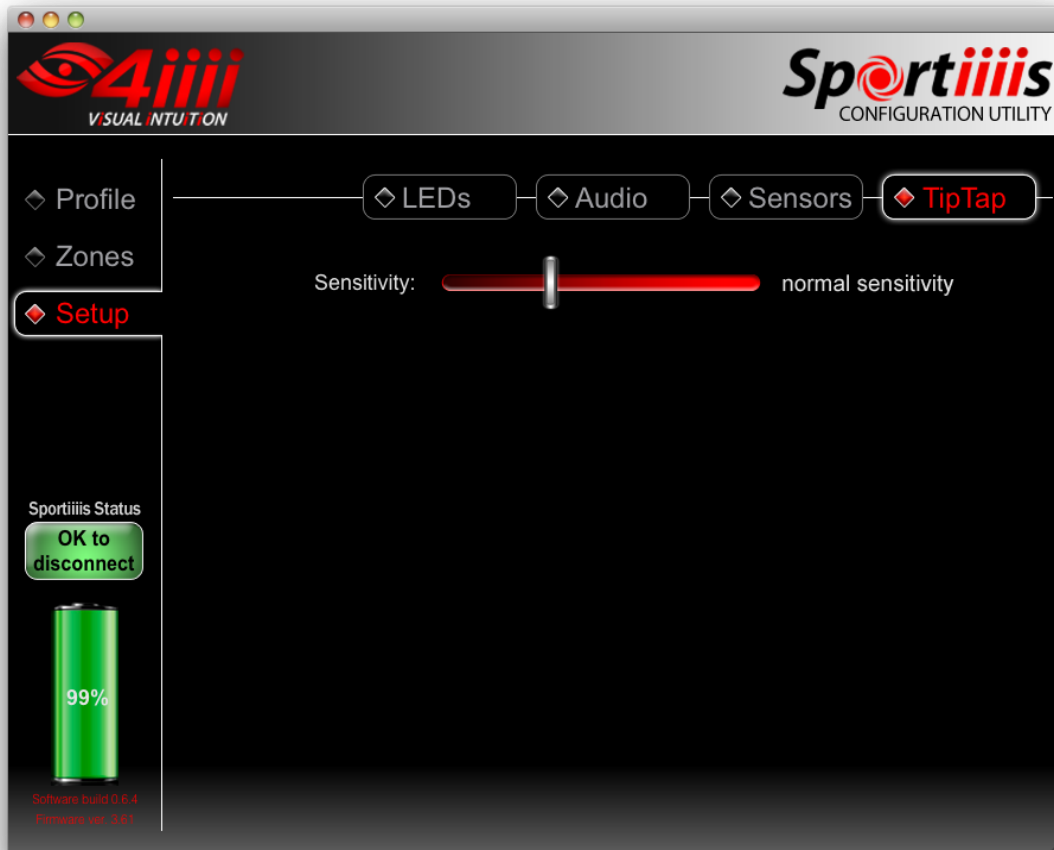 4iiii
VISUAL INTUITION
Sportiiiis
CONFIGURATION UTILITY
Profile
Zones
Setup
LEDs
Audio
Sensors
TipTap
Sensitivity:
normal sensitivity
Sportiiiis Status
OK to
disconnect
99%
Software build 0.6.4
Firmware ver. 3.61